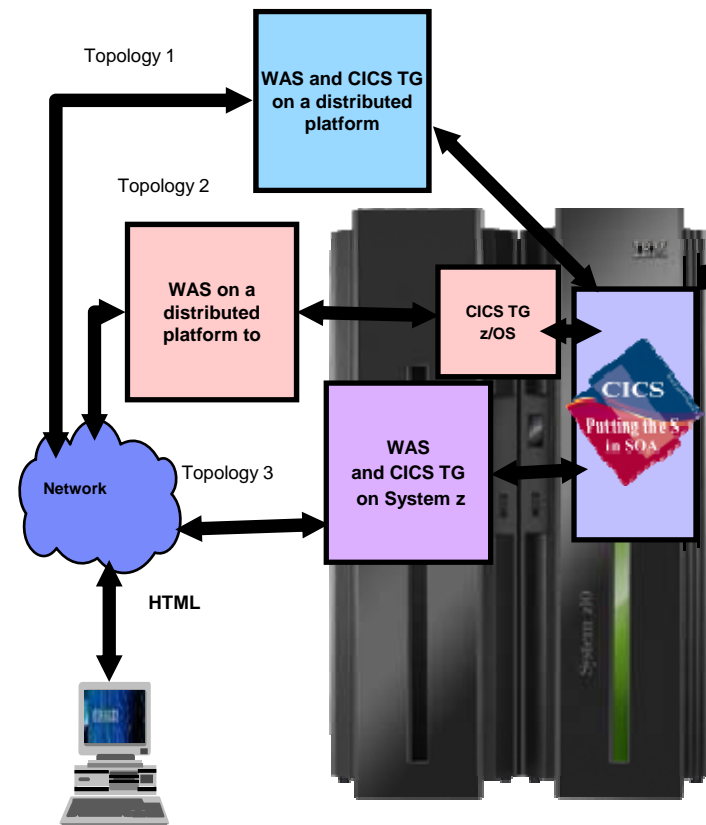 Topology 1
WAS and CICS TG
on a distributed
platform
Topology 2
WAS on a
distributed
platform to
CICS TG
z/OS
CICS
Putting the S
in SOA
WAS
and CICS TG
on System z
Topology 3
Network
HTML
System z10